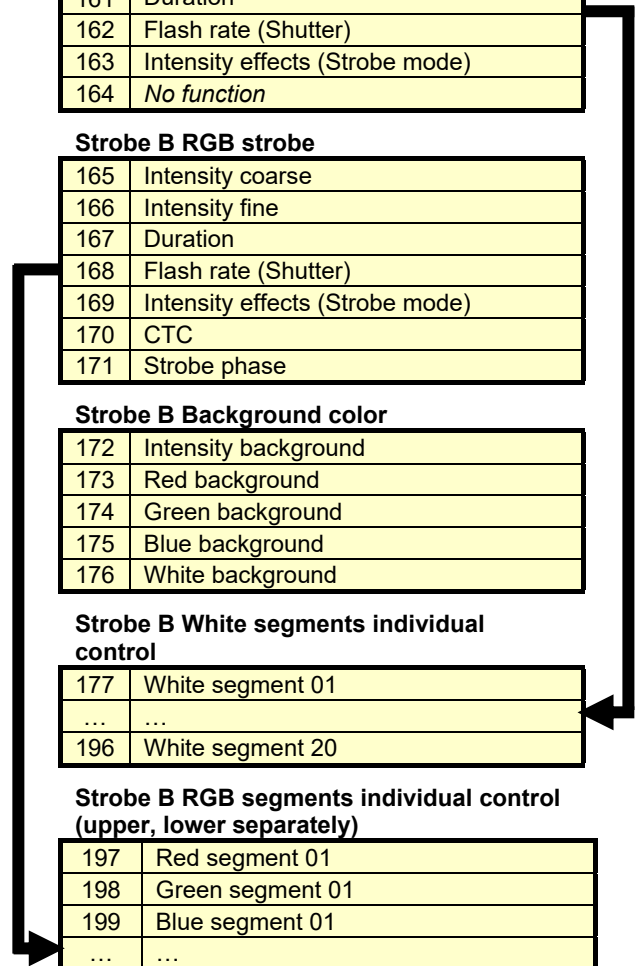 161 Duration
162 Flash rate (Shutter)
163 Intensity effects (Strobe mode)
164 No function
Strobe B RGB strobe
165 Intensity coarse
166 Intensity fine
167 Duration
168 Flash rate (Shutter)
169 Intensity effects (Strobe mode)
170 CTC
171 Strobe phase
Strobe B Background color
172 Intensity background
173 Red background
174 Green background
175 Blue background
176 White background
Strobe B White segments individual
control
177 White segment 01
… …
196 White segment 20
Strobe B RGB segments individual control
(upper, lower separately)
197 Red segment 01
198 Green segment 01
199 Blue segment 01
… …